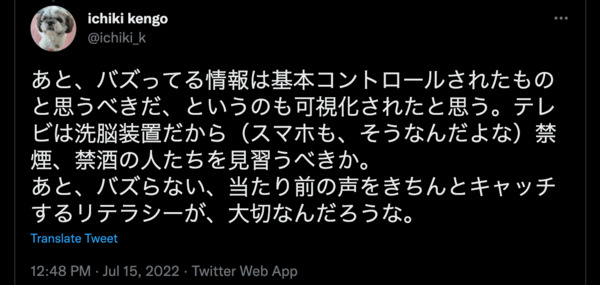 ichiki kengo
@ichiki_k
あと、バズってる情報は基本コントロールされたもの
と思うべきだ、というのも可視化されたと思う。テレ
ビは洗脳装置だから（スマホも、そうなんだよな）禁
煙、禁酒の人たちを見習うべきか。
あと、バズらない、当たり前の声をきちんとキャッチ
するリテラシーが、大切なんだろうな。
Translate Tweet
12:48 PM · Jul 15, 2022 · Twitter Web App